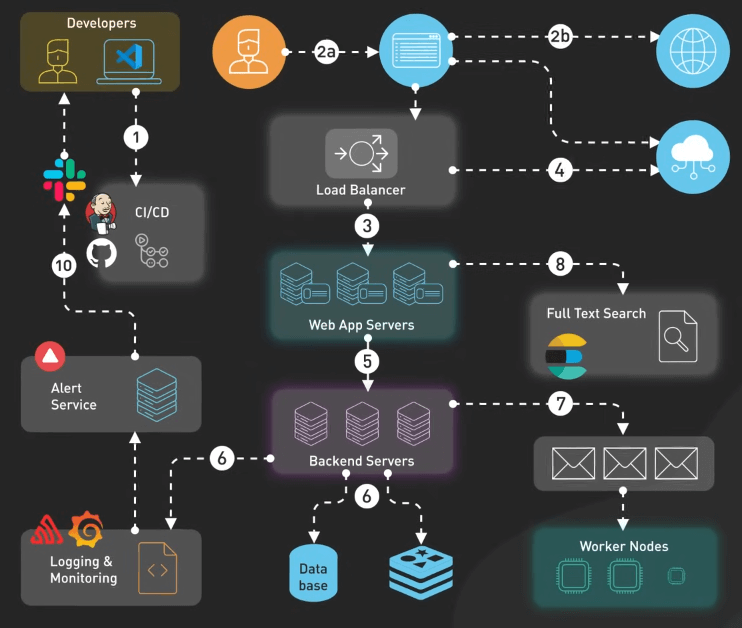 Developers
2a
2b
1
CI/CD
Load Balancer
4
3
10
8
Web App Servers
Full Text Search
5
Alert
Service
7
6
Backend Servers
6
Logging &
Monitoring
Data
base
Worker Nodes